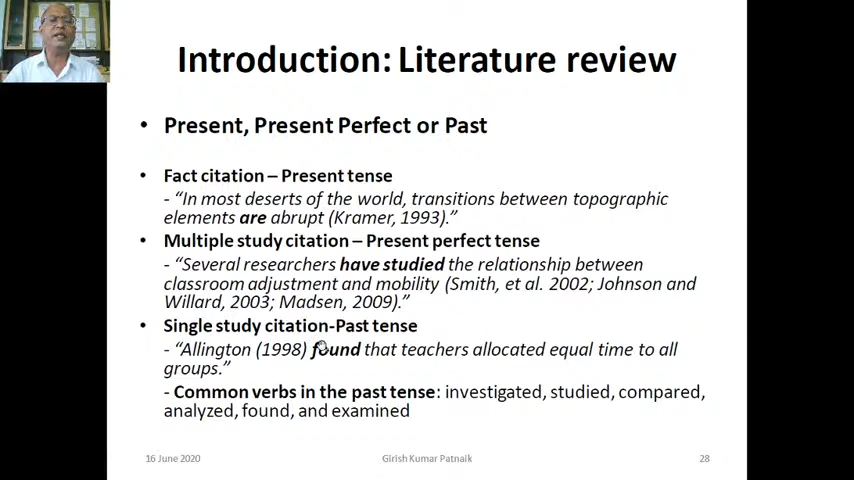 Introduction: Literature review
• Present, Present Perfect or Past
• Fact citation – Present tense
- “In most deserts of the world, transitions between topographic
elements are abrupt (Kramer, 1993).”
• Multiple study citation – Present perfect tense
- “Several researchers have studied the relationship between
classroom adjustment and mobility (Smith, et al. 2002; Johnson and
Willard, 2003; Madsen, 2009).”
• Single study citation-Past tense
- “Allington (1998) found that teachers allocated equal time to all
groups.”
- Common verbs in the past tense: investigated, studied, compared,
analyzed, found, and examined
16 June 2020
Girish Kumar Patnaik
28